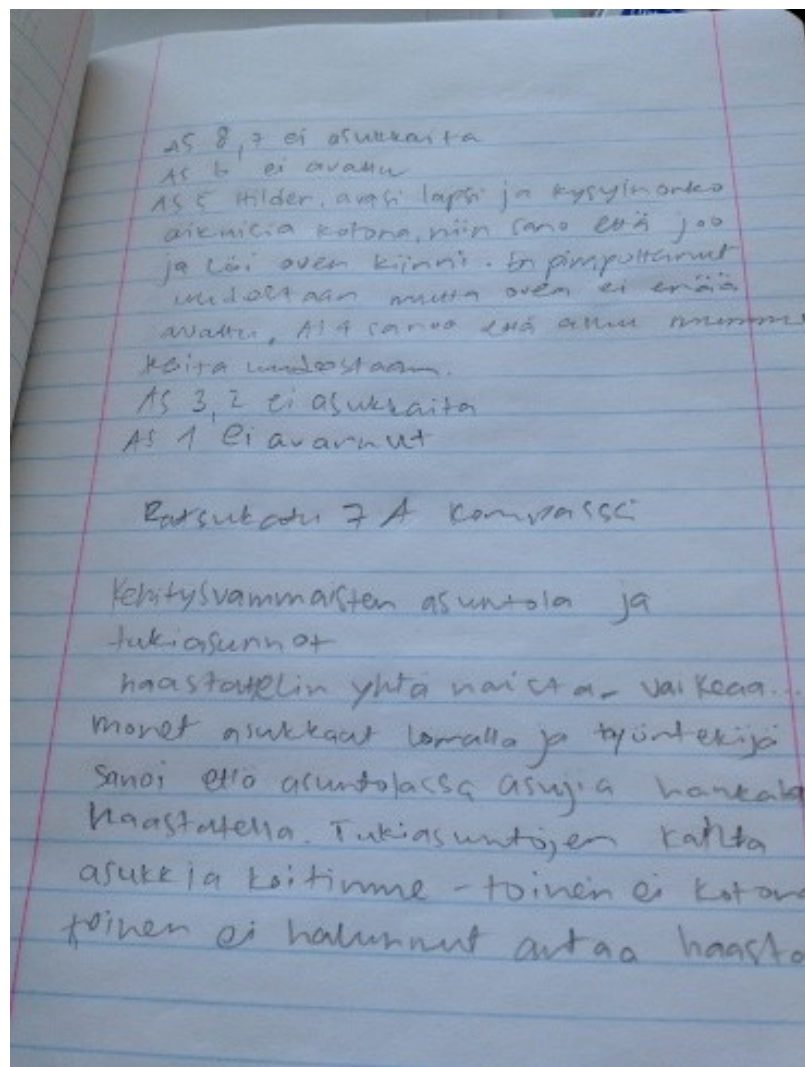 AS 8, 7 ei asukkaita
AS 6 ei avattu
AS 5 Hilder, avasi lapsi ja kysyin onko
aikuisia kotona, niin sano että joo
ja löi oven kiinni. En pimputtanut
uudestaan mutta ovea ei enää
avattu, AS 4 sanoo että
koita uudestaan.
AS 3, 2 ei asukkaita
AS 1 ei avannut
Ratsukatu 7 A Kompassi
Kehitysvammaisten asuntola ja
tukiasunnot
haastattelin yhtä naista - vaikeaa...
monet asukkaat lomalla ja työntekijä
sanoi että asuntolassa asujia hankala
haastatella. Tukiasuntojen kahta
asukkia koitimme - toinen ei kotona
toinen ei halunnut antaa haasta